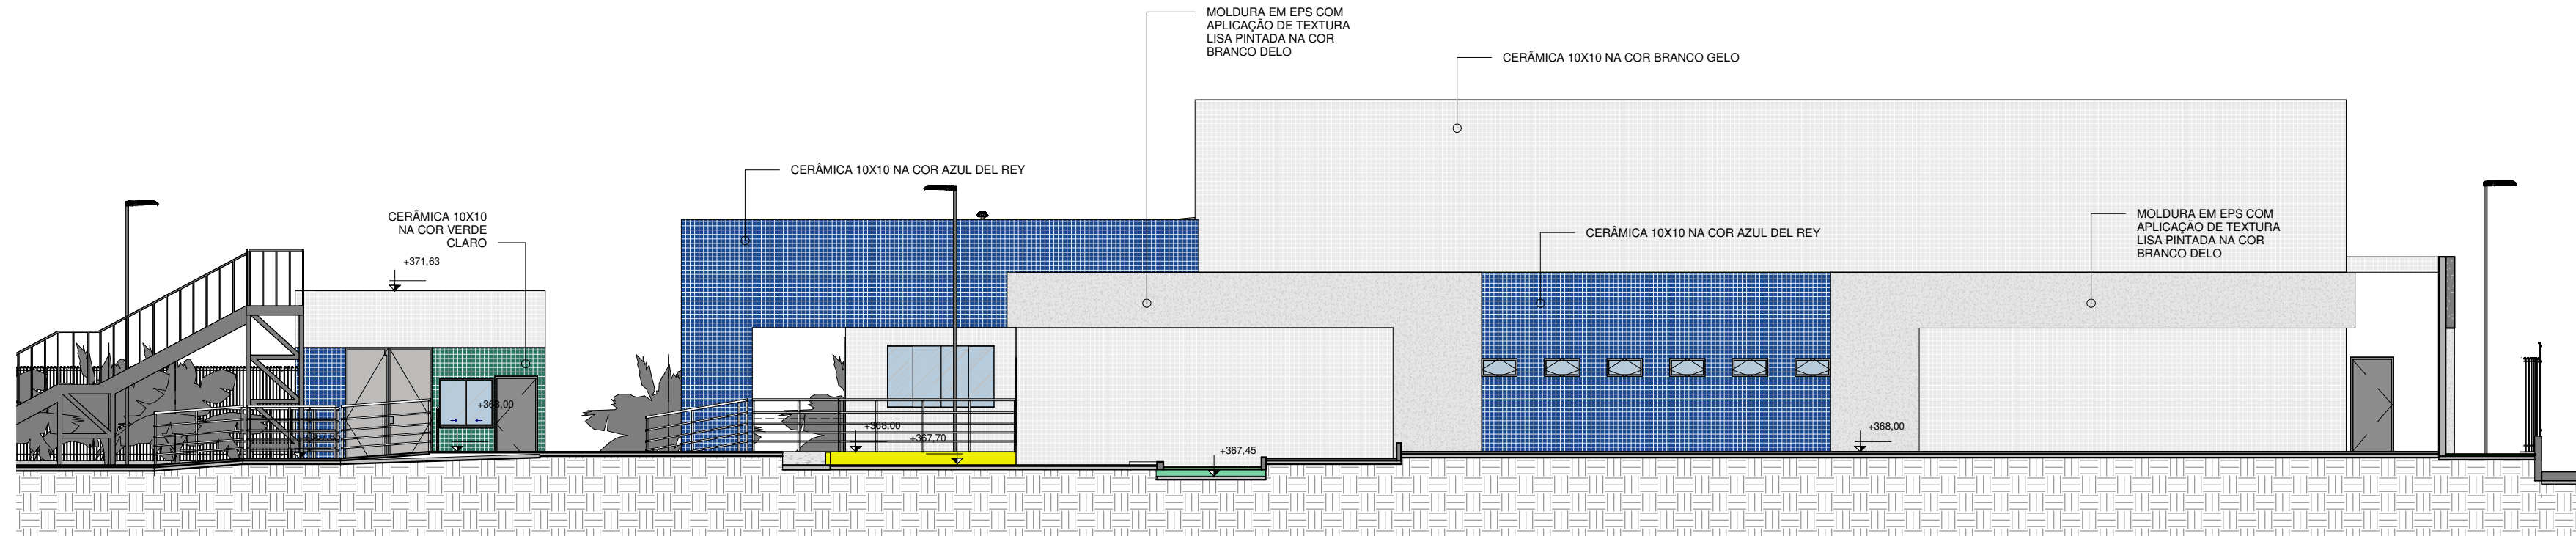 MOLDURA EM EPS COM
APLICAÇÃO DE TEXTURA
LISA PINTADA NA COR
BRANCO DELO
CERÂMICA 10X10 NA COR BRANCO GELO
CERÂMICA 10X10 NA COR AZUL DEL REY
CERÂMICA 10X10
NA COR VERDE
CLARO
MOLDURA EM EPS COM
APLICAÇÃO DE TEXTURA
LISA PINTADA NA COR
BRANCO DELO
CERÂMICA 10X10 NA COR AZUL DEL REY
+371,63
+368,00
+368,00
+367,70
+368,00
+367,45